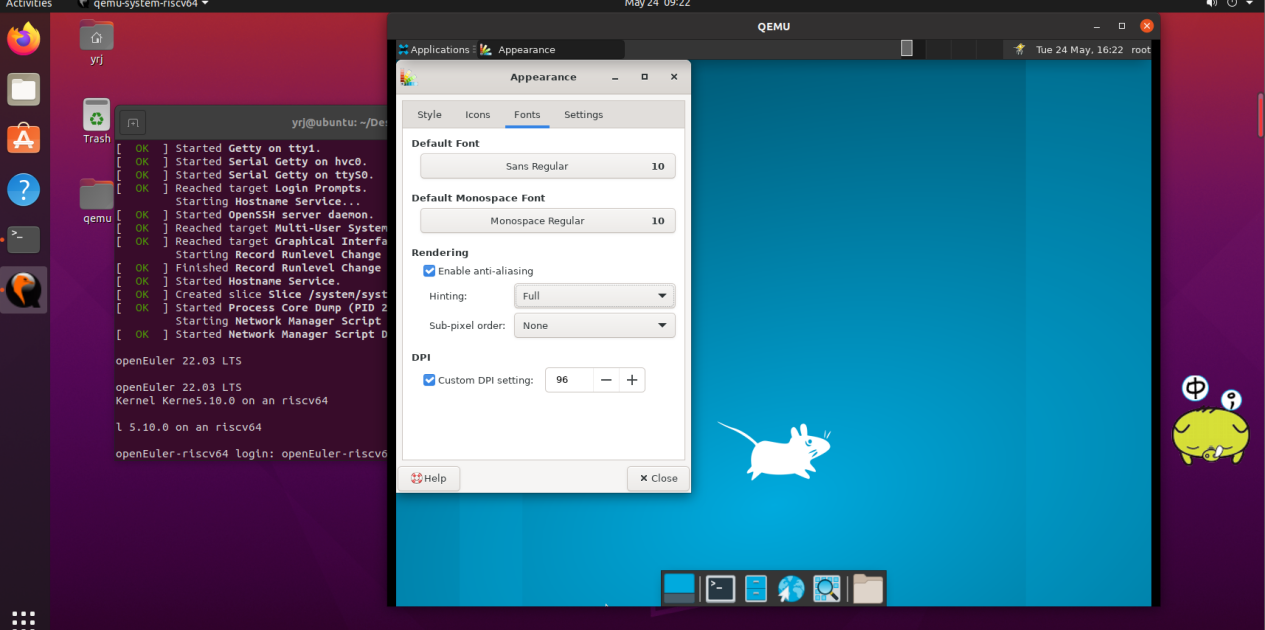 Activities
qemu-system-riscv64
May 24 09:22
QEMU
yrj
Trash
qemu
Applications
Appearance
Tue 24 May, 16:22 root
yrj@ubuntu: ~/Des
[ OK ] Started Getty on tty1.
[ OK ] Started Serial Getty on hvc0.
[ OK ] Started Serial Getty on ttyS0.
[ OK ] Reached target Login Prompts.
Starting Hostname Service...
[ OK ] Started OpenSSH server daemon.
[ OK ] Reached target Multi-User System
[ OK ] Reached target Graphical Interfa
Starting Record Runlevel Change
[ OK ] Finished Record Runlevel Change
[ OK ] Started Hostname Service.
[ OK ] Created slice Slice /system/syst
[ OK ] Started Process Core Dump (PID 2
Starting Network Manager Script
[ OK ] Started Network Manager Script D
openEuler 22.03 LTS
openEuler 22.03 LTS
Kernel Kerne5.10.0 on an riscv64
l 5.10.0 on an riscv64
openEuler-riscv64 login: openEuler-riscv6
Appearance
Style Icons Fonts Settings
Default Font
Sans Regular 10
Default Monospace Font
Monospace Regular 10
Rendering
Enable anti-aliasing
Hinting: Full
Sub-pixel order: None
DPI
Custom DPI setting: 96
Help
Close
中